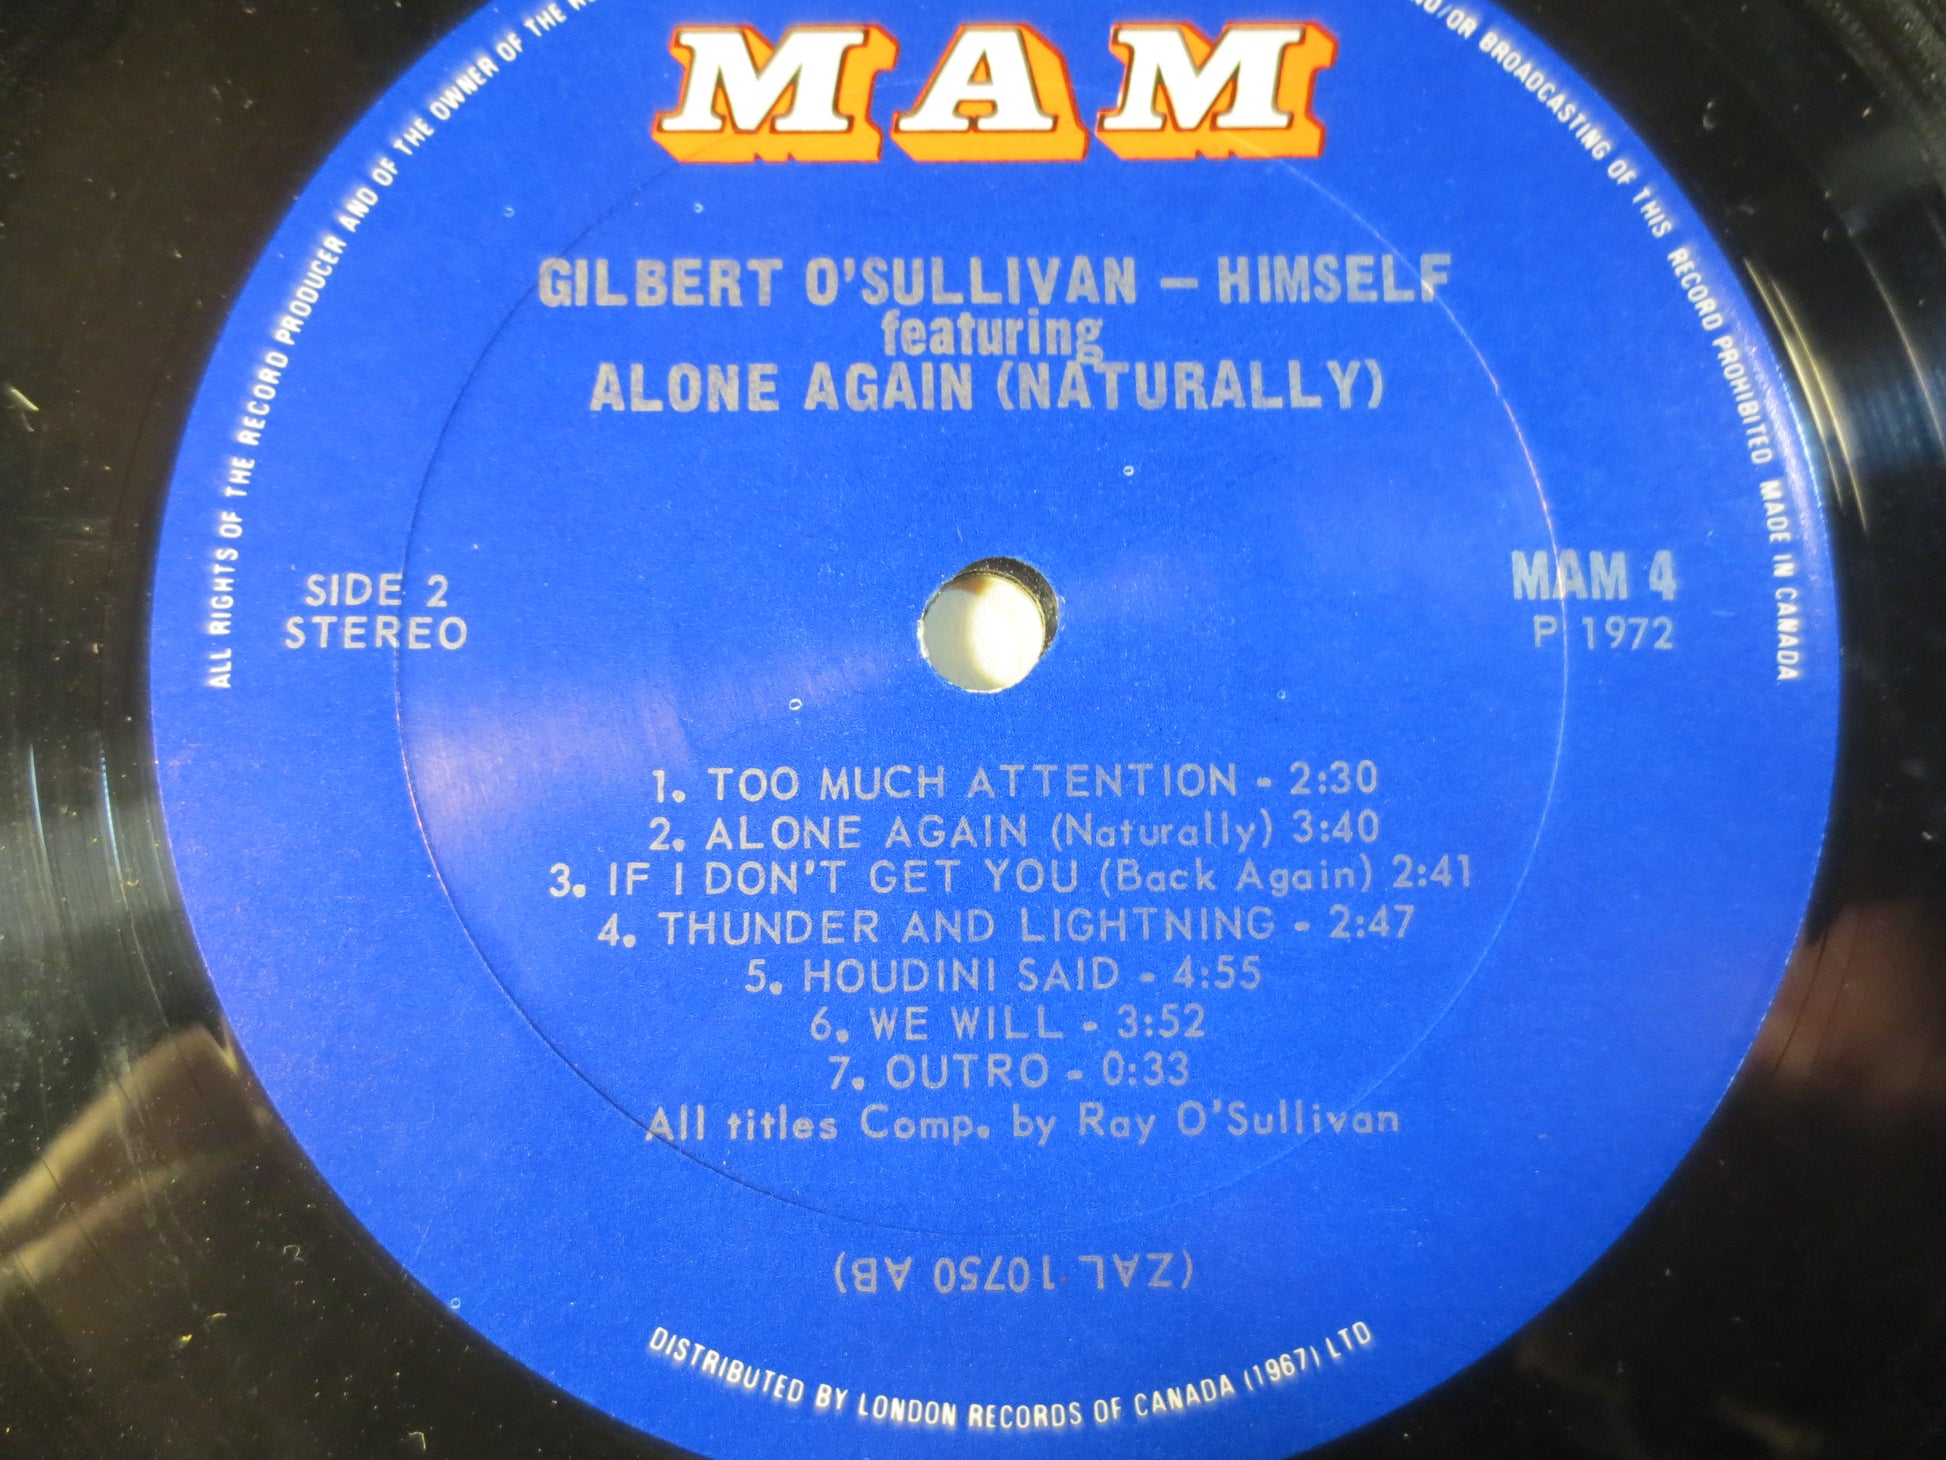 MAM
ALL RIGHTS OF THE RECORD PRODUCER AND OF THE OWNER OF THE
AND/OR BROADCASTING OF THIS RECORD PROHIBITED MADE IN CANADA
GILBERT O'SULLIVAN – HIMSELF
featuring
ALONE AGAIN (NATURALLY)
SIDE 2
STEREO
MAM 4
P 1972
1. TOO MUCH ATTENTION - 2:30
2. ALONE AGAIN (Naturally) 3:40
3. IF I DON'T GET YOU (Back Again) 2:41
4. THUNDER AND LIGHTNING - 2:47
5. HOUDINI SAID - 4:55
6. WE WILL - 3:52
7. OUTRO - 0:33
All titles Comp. by Ray O'Sullivan
(ZAL 10750 AB)
DISTRIBUTED BY LONDON RECORDS OF CANADA (1967) LTD